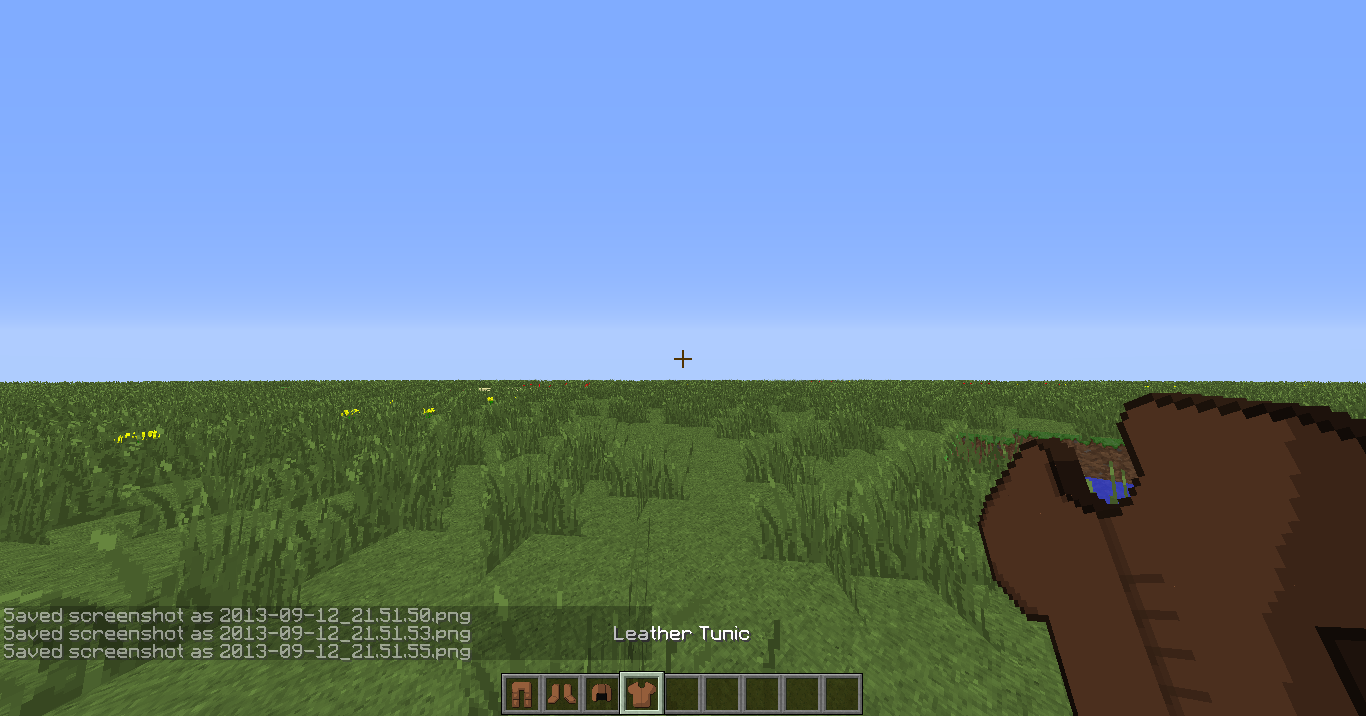 Saved screenshot as 2013-09-12_21.51.50.png
Saved screenshot as 2013-09-12_21.51.53.png
Leather Tunic
Saved screenshot as 2013-09-12_21.51.55.png